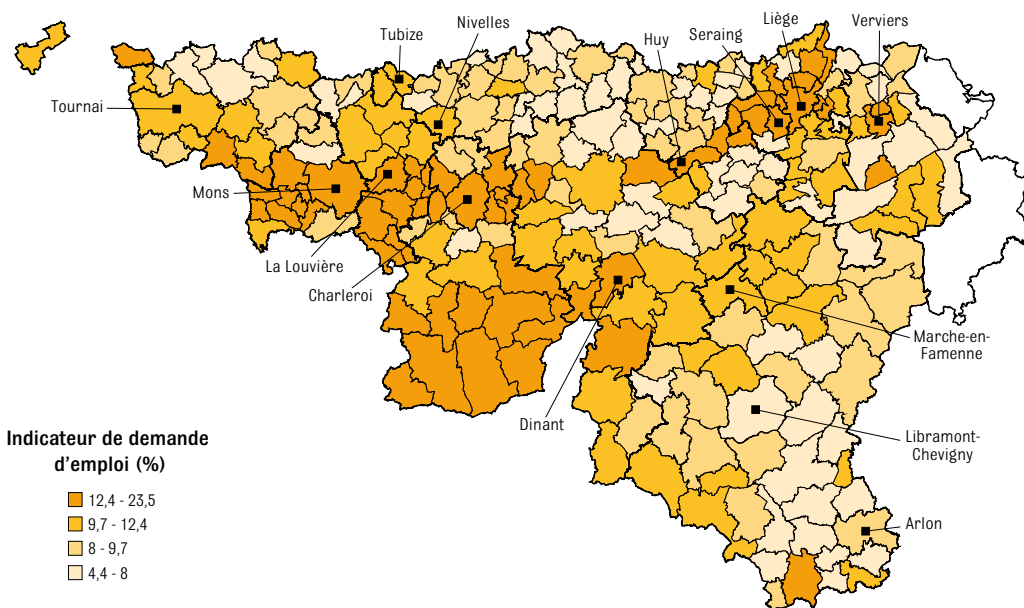 Nivelles
Tubize
Liège
Verviers
Seraing
Huy
Tournai
Mons
La Louvière
Charleroi
Marche-en-
Famenne
Dinant
Libramont-
Chevigny
Arlon
Indicateur de demande
d'emploi (%)
12,4 - 23,5
9,7 - 12,4
8 - 9,7
4,4 - 8